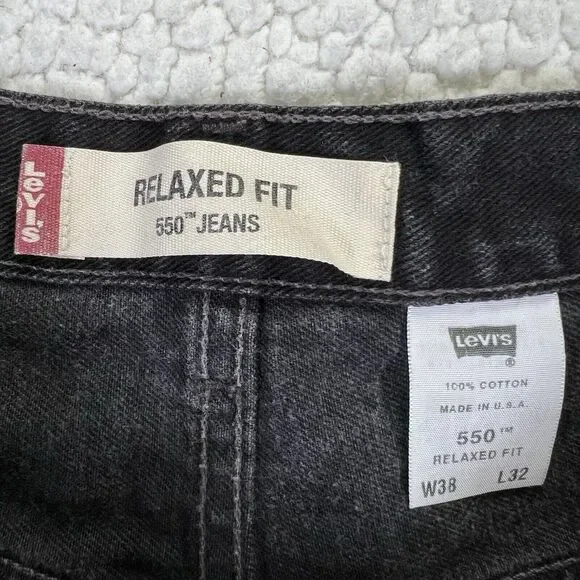 Levi's
RELAXED FIT
550™ JEANS
Levi's
®
100% COTTON
MADE IN U.S.A.
550™
RELAXED FIT
W38 L32